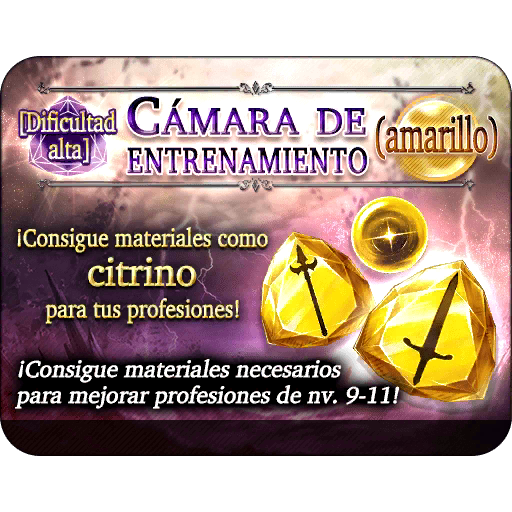 [Dificultad
alta]
CÁMARA DE
ENTRENAMIENTO
(amarillo)
¡Consigue materiales como
citrino
para tus profesiones!
¡Consigue materiales necesarios
para mejorar profesiones de nv. 9-11!